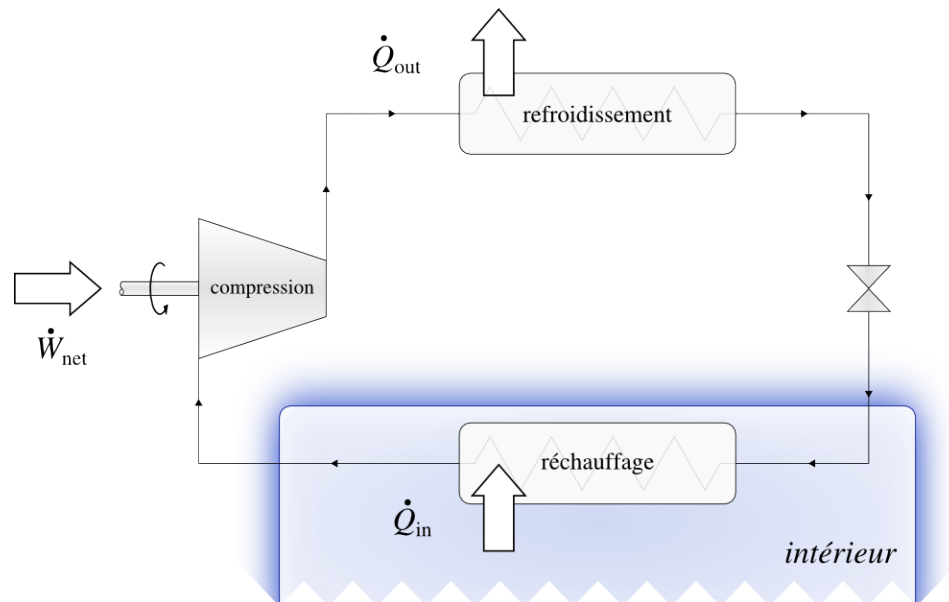 Q̇out
refroidissement
compression
Ẇnet
réchauffage
Q̇in
intérieur